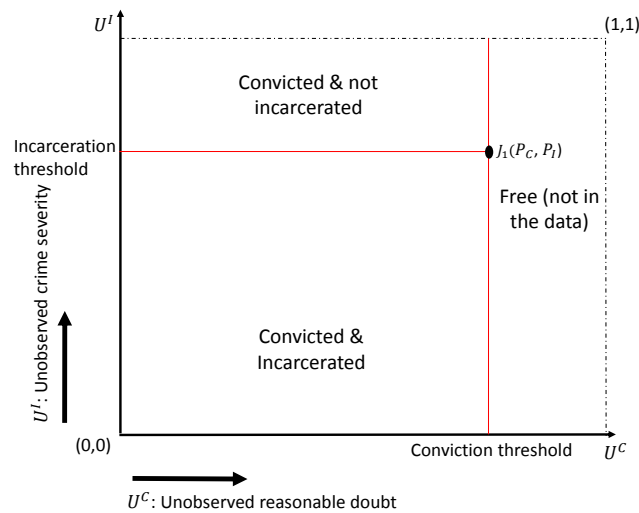 U^I
(1,1)
Convicted & not
incarcerated
Incarceration
threshold
J₁(P_C, P_I)
Free (not in
the data)
U^I: Unobserved crime severity
Convicted &
Incarcerated
(0,0)
Conviction threshold
U^C
U^C: Unobserved reasonable doubt